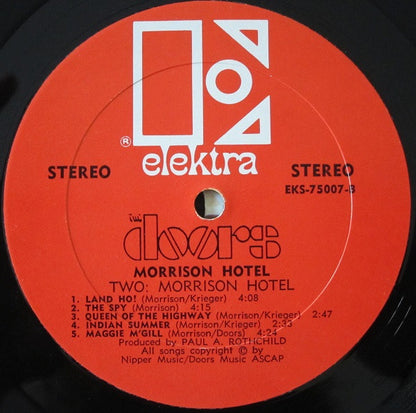 ®
elektra
STEREO
STEREO
EKS-75007-B
the
doors
MORRISON HOTEL
TWO: MORRISON HOTEL
1. LAND HO! (Morrison/Krieger) 4:08
2. THE SPY (Morrison) 4:15
3. QUEEN OF THE HIGHWAY (Morrison/Krieger) 2:47
4. INDIAN SUMMER (Morrison/Krieger) 2:33
5. MAGGIE M'GILL (Morrison/Doors) 4:24
Produced by PAUL A. ROTHCHILD
All songs copyright © by
Nipper Music/Doors Music ASCAP